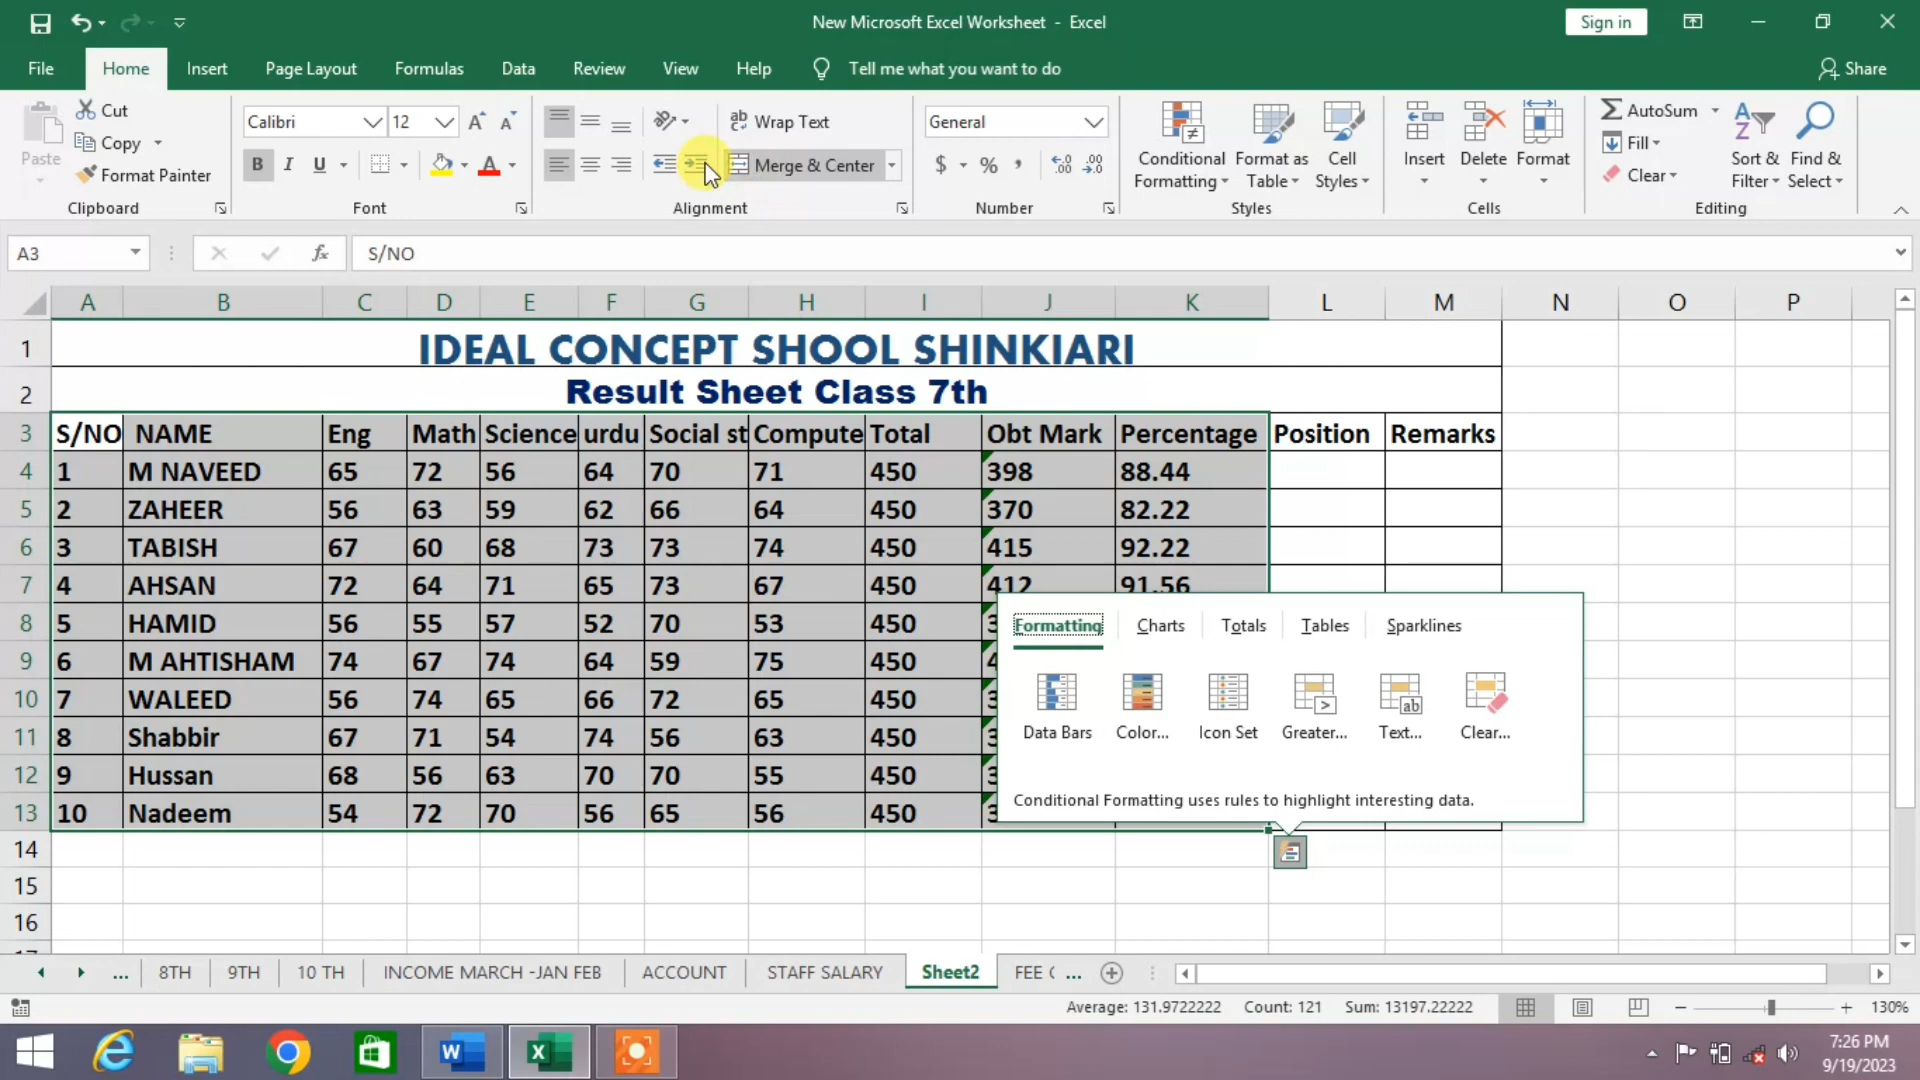 New Microsoft Excel Worksheet - Excel
Sign in
File Home Insert Page Layout Formulas Data Review View Help Tell me what you want to do Share
Paste
Cut
Copy
Format Painter
Clipboard
Calibri 12
B I U A
Font
Wrap Text
Merge & Center
Alignment
General
$ % ,
Number
Conditional Formatting
Format as Table
Cell Styles
Styles
Insert Delete Format
Cells
AutoSum
Fill
Clear
Sort & Filter
Find & Select
Editing
A3 fx S/NO
A B C D E F G H I J K L M N O P
1 IDEAL CONCEPT SHOOL SHINKIARI
2 Result Sheet Class 7th
3 S/NO NAME Eng Math Science urdu Social st Compute Total Obt Mark Percentage Position Remarks
4 1 M NAVEED 65 72 56 64 70 71 450 398 88.44
5 2 ZAHEER 56 63 59 62 66 64 450 370 82.22
6 3 TABISH 67 60 68 73 73 74 450 415 92.22
7 4 AHSAN 72 64 71 65 73 67 450 412 91.56
8 5 HAMID 56 55 57 52 70 53 450
9 6 M AHTISHAM 74 67 74 64 59 75 450
10 7 WALEED 56 74 65 66 72 65 450
11 8 Shabbir 67 71 54 74 56 63 450
12 9 Hussan 68 56 63 70 70 55 450
13 10 Nadeem 54 72 70 56 65 56 450
14
15
16
Formatting Charts Totals Tables Sparklines
Data Bars Color... Icon Set Greater... Text... Clear...
Conditional Formatting uses rules to highlight interesting data.
... 8TH 9TH 10 TH INCOME MARCH -JAN FEB ACCOUNT STAFF SALARY Sheet2 FEE ...
Average: 131.9722222 Count: 121 Sum: 13197.22222 130%
7:26 PM
9/19/2023